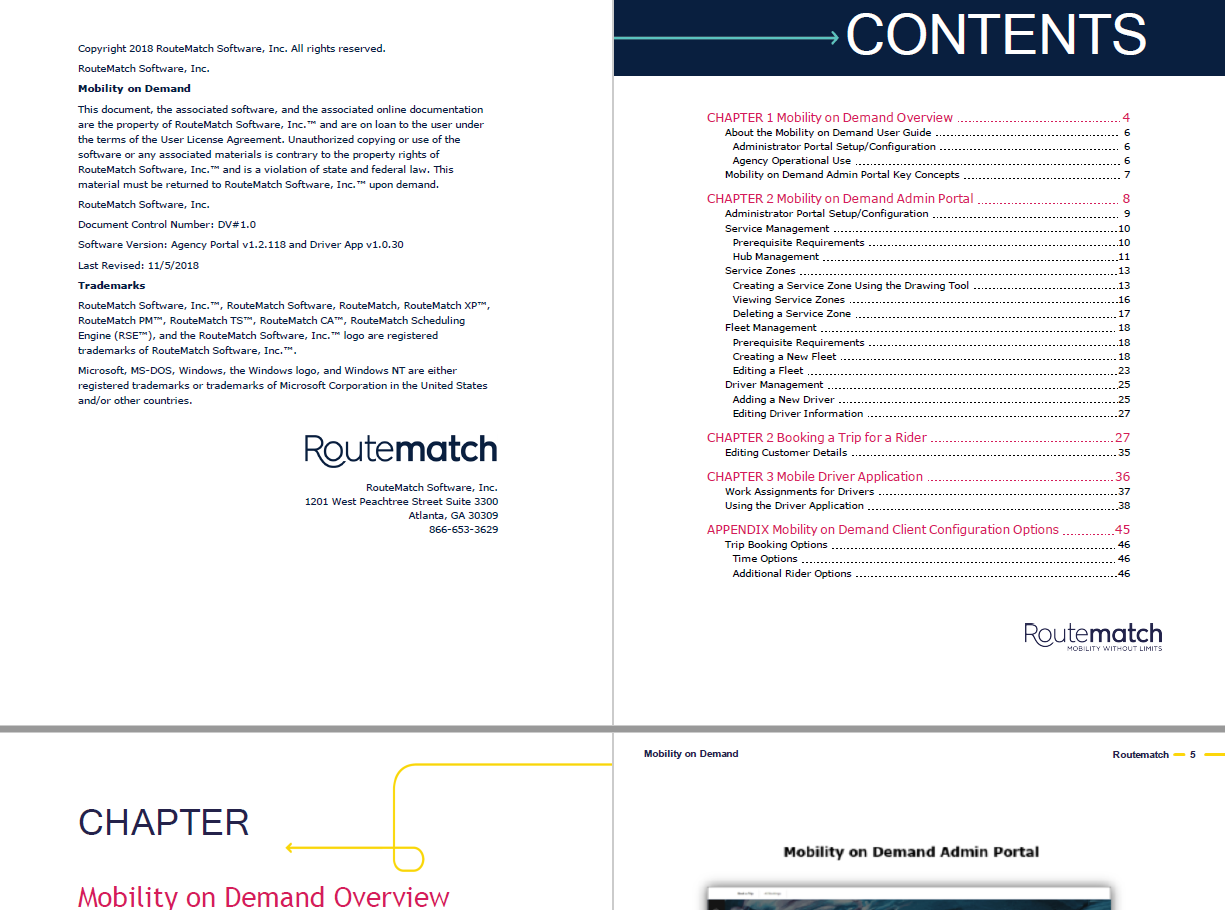 Copyright 2018 RouteMatch Software, Inc. All rights reserved.
RouteMatch Software, Inc.
Mobility on Demand
This document, the associated software, and the associated online documentation
are the property of RouteMatch Software, Inc.™ and are on loan to the user under
the terms of the User License Agreement. Unauthorized copying or use of the
software or any associated materials is contrary to the property rights of
RouteMatch Software, Inc.™ and is a violation of state and federal law. This
material must be returned to RouteMatch Software, Inc.™ upon demand.
RouteMatch Software, Inc.
Document Control Number: DV#1.0
Software Version: Agency Portal v1.2.118 and Driver App v1.0.30
Last Revised: 11/5/2018
Trademarks
RouteMatch Software, Inc.™, RouteMatch Software, RouteMatch, RouteMatch XP™,
RouteMatch PM™, RouteMatch TS™, RouteMatch CA™, RouteMatch Scheduling
Engine (RSE™), and the RouteMatch Software, Inc.™ logo are registered
trademarks of RouteMatch Software, Inc.™.
Microsoft, MS-DOS, Windows, the Windows logo, and Windows NT are either
registered trademarks or trademarks of Microsoft Corporation in the United States
and/or other countries.
Routematch
RouteMatch Software, Inc.
1201 West Peachtree Street Suite 3300
Atlanta, GA 30309
866-653-3629
CONTENTS
CHAPTER 1 Mobility on Demand Overview 4
About the Mobility on Demand User Guide 6
Administrator Portal Setup/Configuration 6
Agency Operational Use 6
Mobility on Demand Admin Portal Key Concepts 7
CHAPTER 2 Mobility on Demand Admin Portal 8
Administrator Portal Setup/Configuration 9
Service Management 10
Prerequisite Requirements 10
Hub Management 11
Service Zones 13
Creating a Service Zone Using the Drawing Tool 13
Viewing Service Zones 16
Deleting a Service Zone 17
Fleet Management 18
Prerequisite Requirements 18
Creating a New Fleet 18
Editing a Fleet 23
Driver Management 25
Adding a New Driver 25
Editing Driver Information 27
CHAPTER 2 Booking a Trip for a Rider 27
Editing Customer Details 35
CHAPTER 3 Mobile Driver Application 36
Work Assignments for Drivers 37
Using the Driver Application 38
APPENDIX Mobility on Demand Client Configuration Options 45
Trip Booking Options 46
Time Options 46
Additional Rider Options 46
Routematch
MOBILITY WITHOUT LIMITS
CHAPTER
Mobility on Demand Overview
Mobility on Demand
Routematch 5
Mobility on Demand Admin Portal